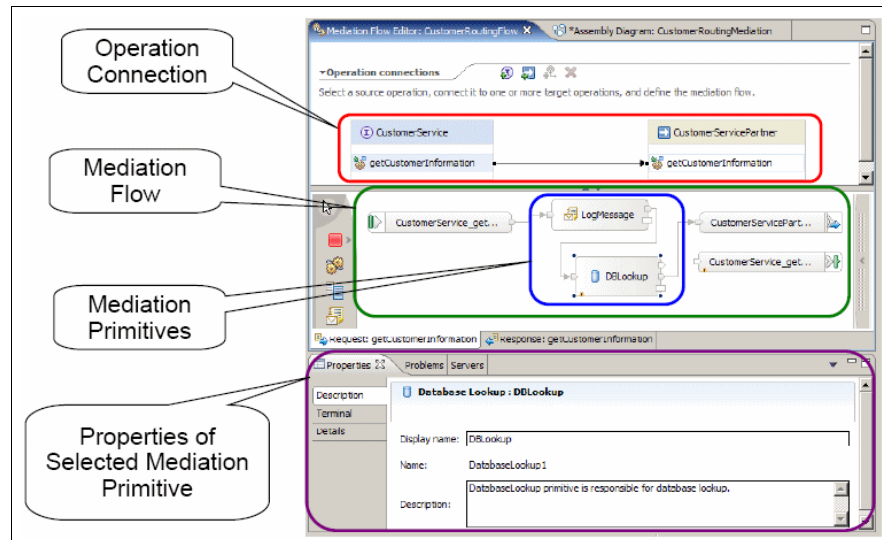 Operation
Connection
Mediation
Flow
Mediation
Primitives
Properties of
Selected Mediation
Primitive
Mediation Flow Editor: CustomerRoutingFlow
*Assembly Diagram: CustomerRoutingMediation
Operation connections
Select a source operation, connect it to one or more target operations, and define the mediation flow.
CustomerService
CustomerServicePartner
getCustomerInformation
getCustomerInformation
CustomerService_get...
LogMessage
CustomerServicePart...
DBLookup
CustomerService_get...
Request: getCustomerInformation
Response: getCustomerInformation
Properties
Problems
Servers
Description
Terminal
Details
Database Lookup : DBLookup
Display name:
DBLookup
Name:
DatabaseLookup1
Description:
DatabaseLookup primitive is responsible for database lookup.